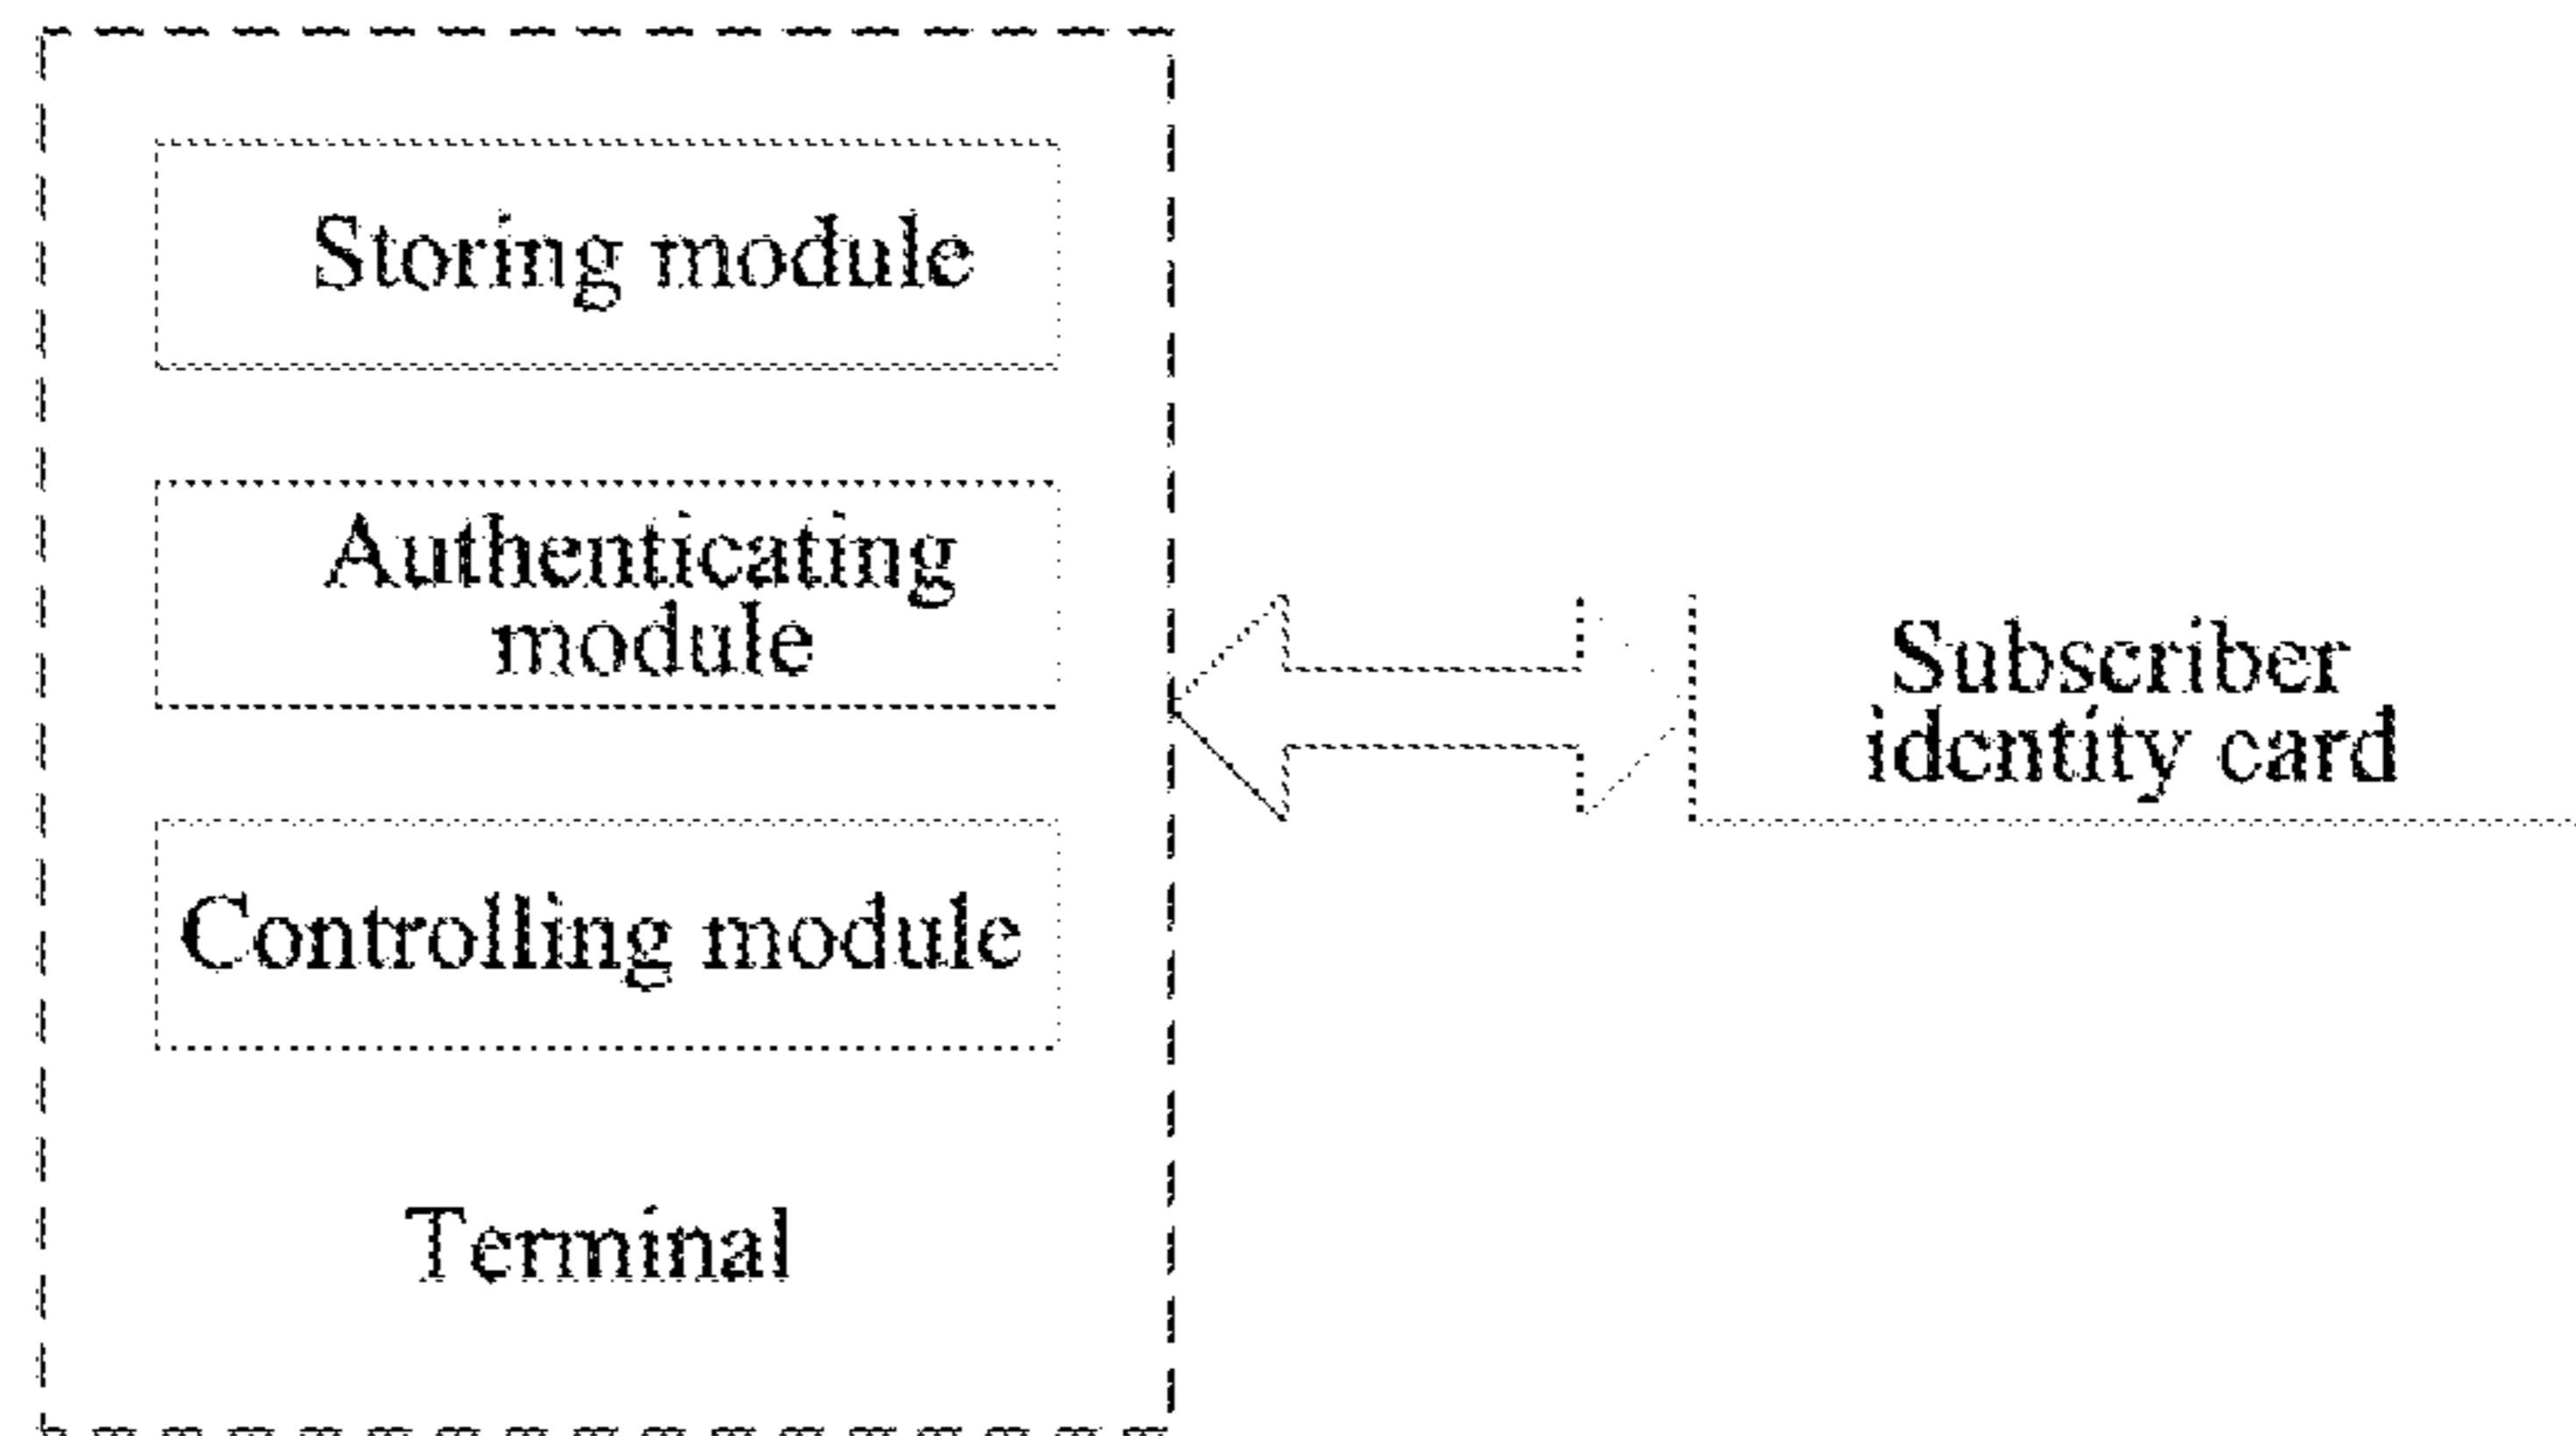 Storing module
Authenticating
module
Controlling module
Terminal
Subscriber
identity card